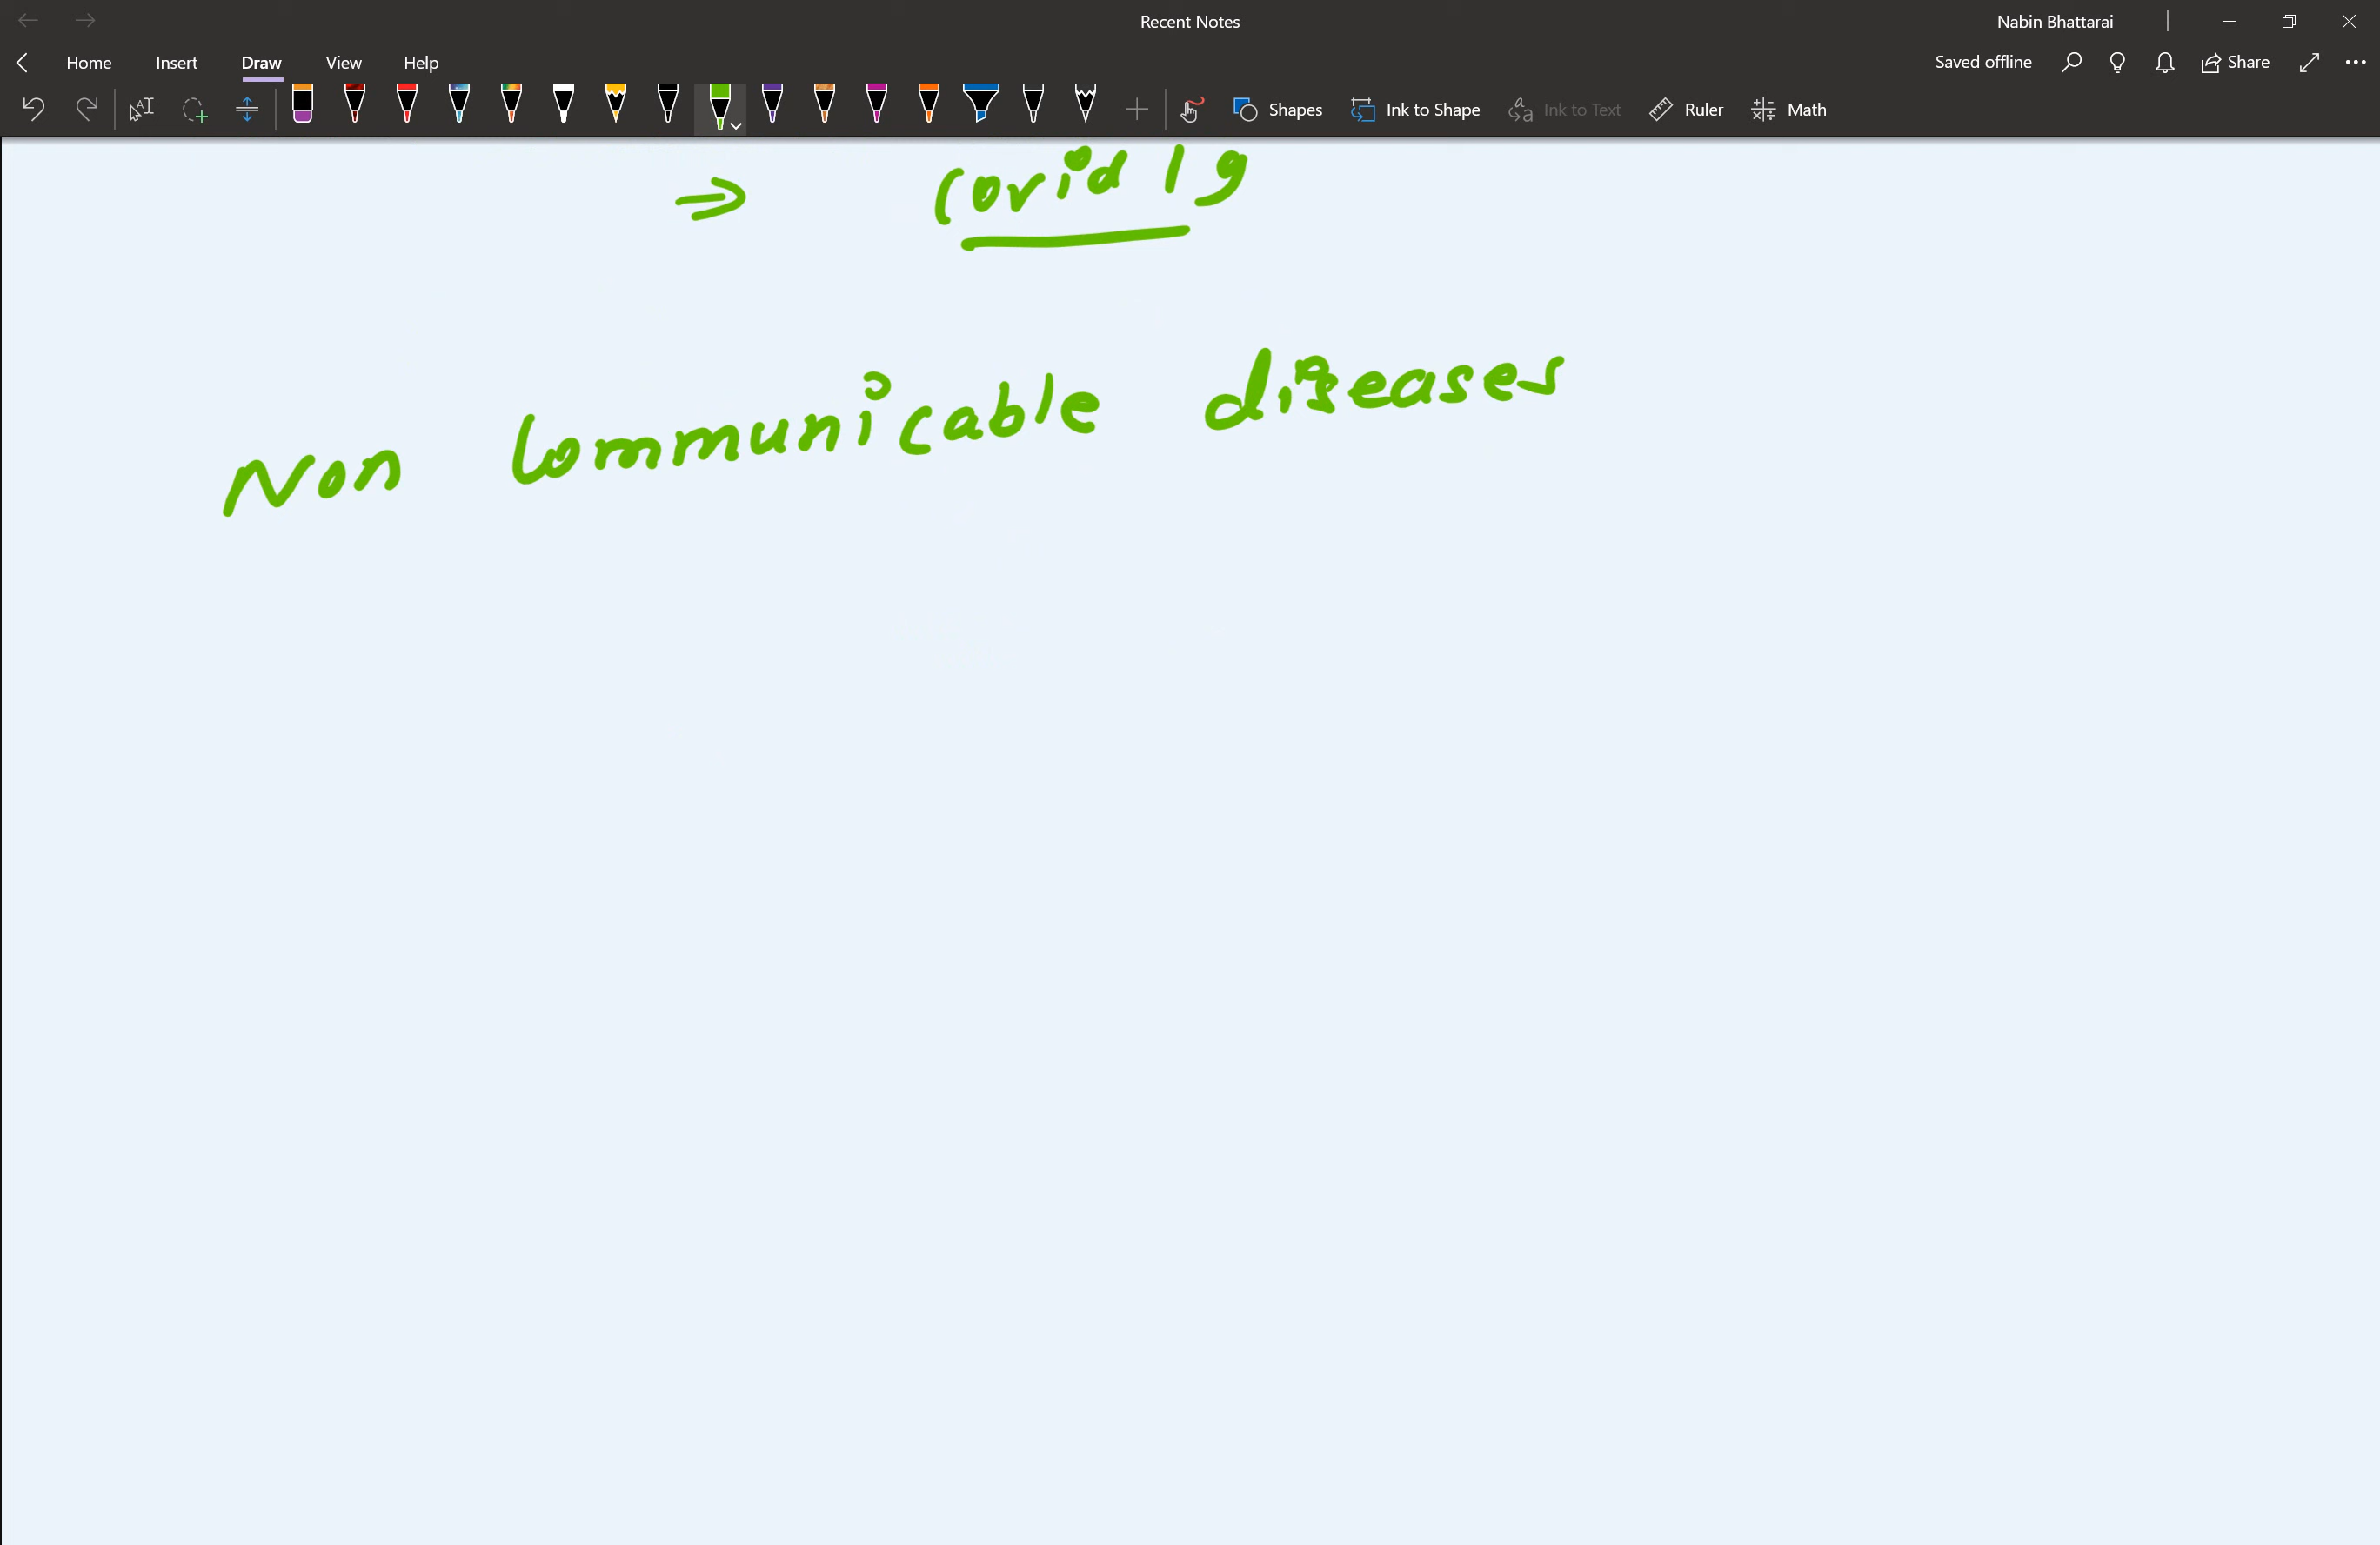 Recent Notes
Nabin Bhattarai
Home Insert Draw View Help
Saved offline
Share
Shapes
Ink to Shape
Ink to Text
Ruler
Math
⇒ Covid 19
Non Communicable diseases